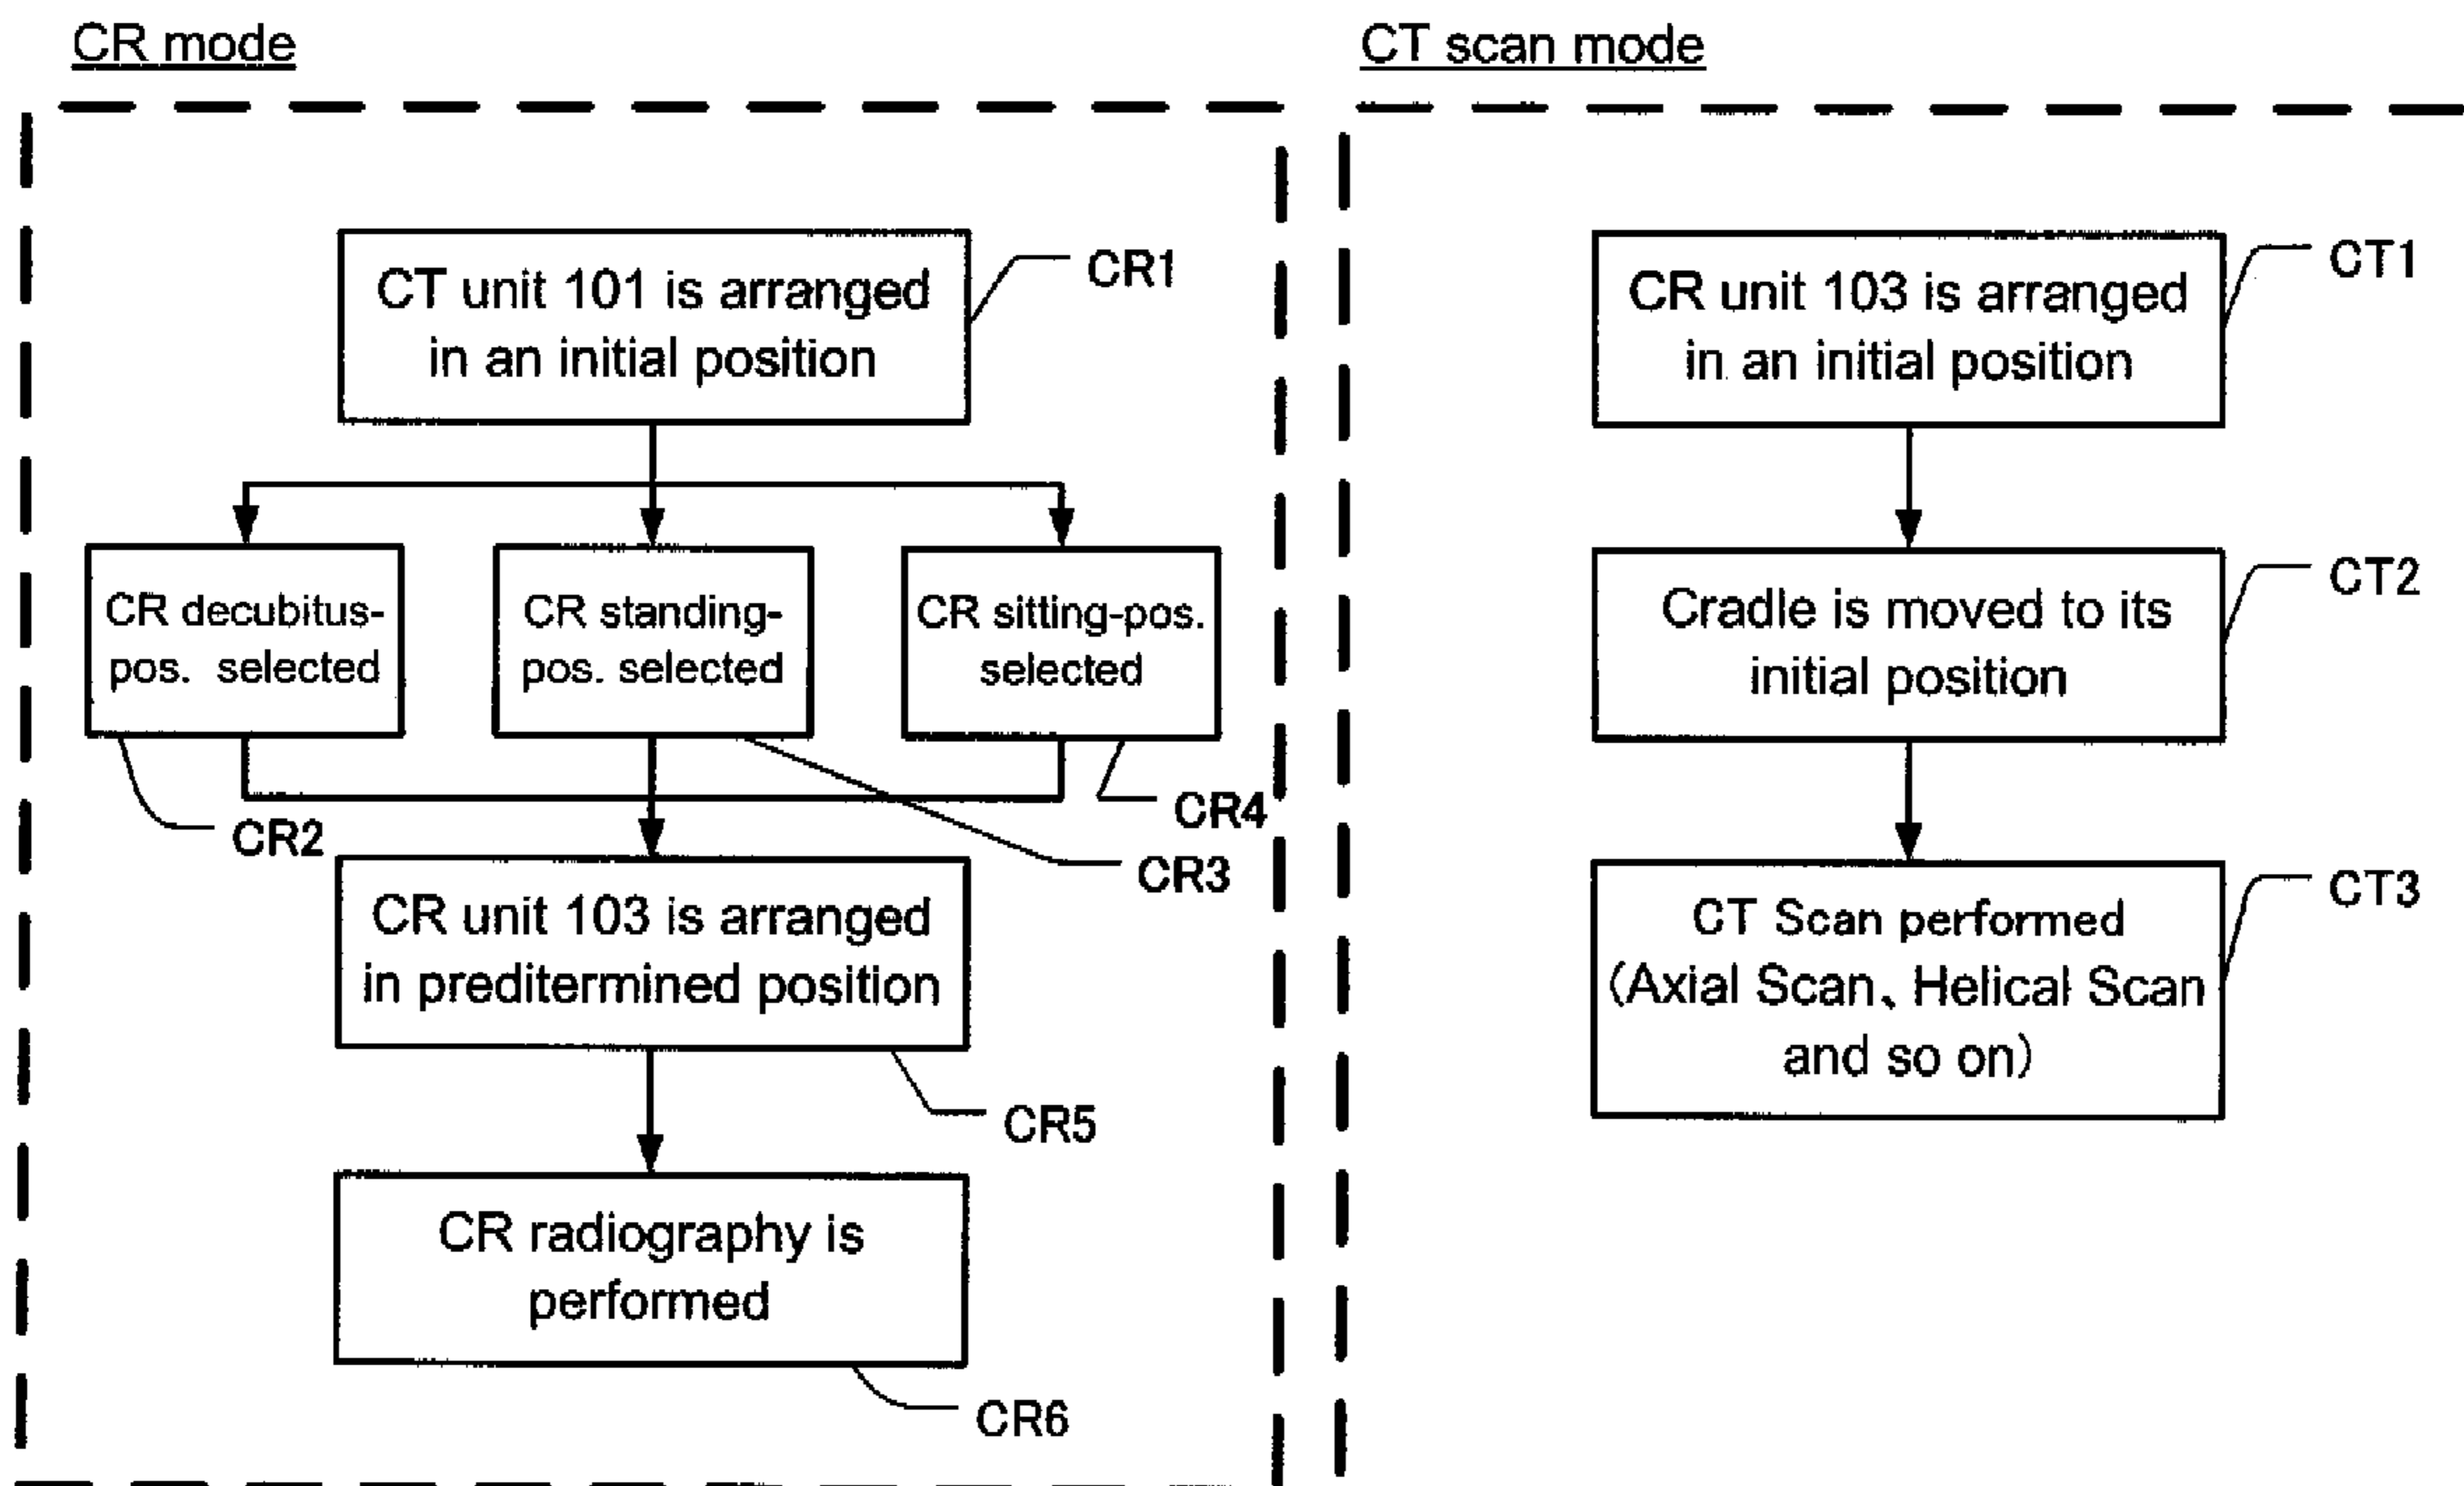 CR mode
CT unit 101 is arranged
in an initial position
CR1
CR decubitus-
pos. selected
CR standing-
pos. selected
CR sitting-pos.
selected
CR2
CR4
CR3
CR unit 103 is arranged
in preditermined position
CR5
CR radiography is
performed
CR6
CT scan mode
CR unit 103 is arranged
in an initial position
CT1
Cradle is moved to its
initial position
CT2
CT Scan performed
(Axial Scan、Helical Scan
and so on)
CT3